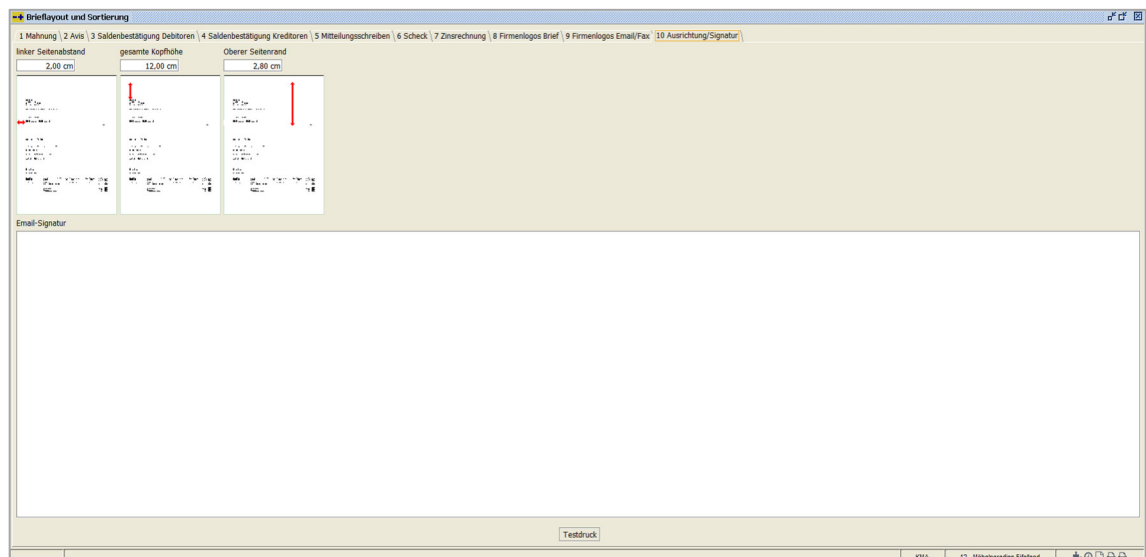 Brieflayout und Sortierung
1 Mahnung 2 Avis 3 Saldenbestätigung Debitoren 4 Saldenbestätigung Kreditoren 5 Mitteilungsschreiben 6 Scheck 7 Zinsrechnung 8 Firmenlogos Brief 9 Firmenlogos Email/Fax 10 Ausrichtung/Signatur
linker Seitenabstand gesamte Kopfhöhe Oberer Seitenrand
2,00 cm 12,00 cm 2,80 cm
Email-Signatur
Testdruck